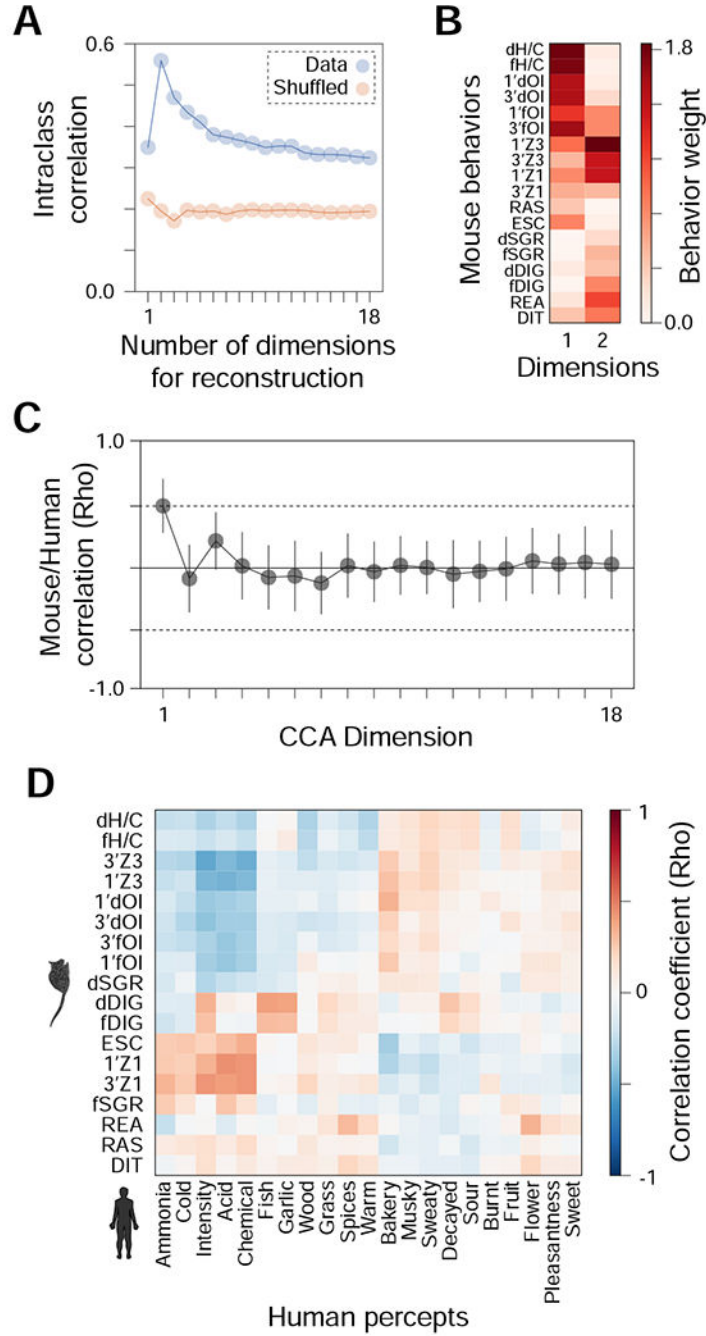 A
0.6
Data
Shuffled
Intraclass
correlation
0.0
1
18
Number of dimensions
for reconstruction
B
Mouse behaviors
dH/C
fH/C
1'dOI
3'dOI
1'fOI
3'fOI
1'Z3
3'Z3
1'Z1
3'Z1
RAS
ESC
dSGR
fSGR
dDIG
fDIG
REA
DIT
1 2
Dimensions
1.8
0.0
Behavior weight
C
1.0
-1.0
Mouse/Human
correlation (Rho)
1
18
CCA Dimension
D
dH/C
fH/C
3'Z3
1'Z3
1'dOI
3'dOI
3'fOI
1'fOI
dSGR
dDIG
fDIG
ESC
1'Z1
3'Z1
fSGR
REA
RAS
DIT
Ammonia
Cold
Intensity
Acid
Chemical
Fish
Garlic
Wood
Grass
Spices
Warm
Bakery
Musky
Sweaty
Decayed
Sour
Burnt
Fruit
Flower
Pleasantness
Sweet
Human percepts
1
0
-1
Correlation coefficient (Rho)